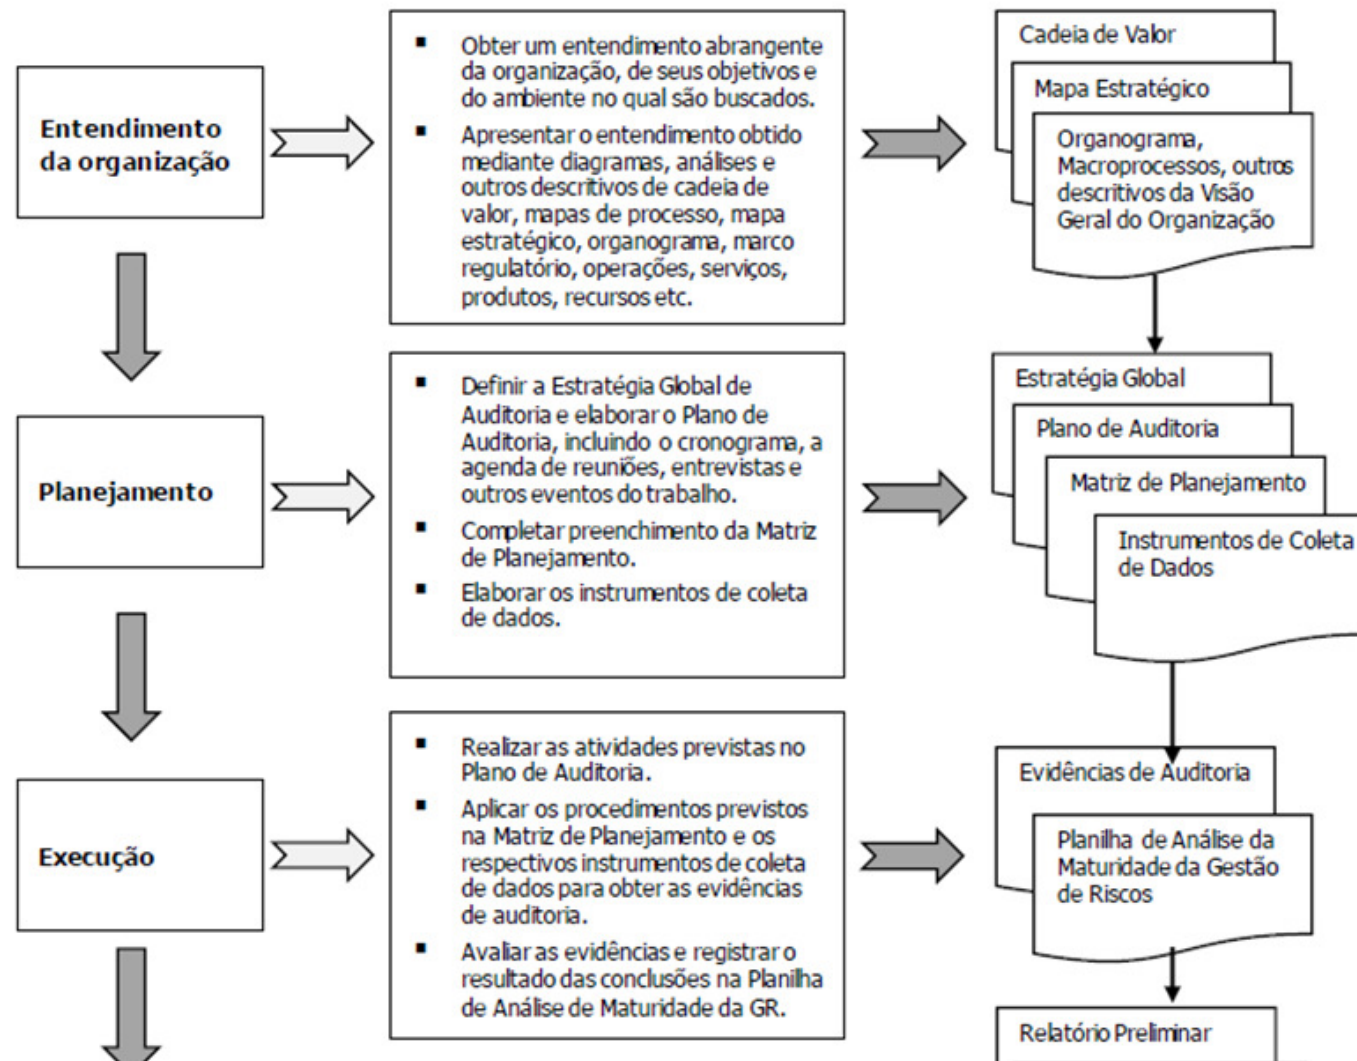 Entendimento
da organização
▪ Obter um entendimento abrangente
da organização, de seus objetivos e
do ambiente no qual são buscados.
▪ Apresentar o entendimento obtido
mediante diagramas, análises e
outros descritivos de cadeia de
valor, mapas de processo, mapa
estratégico, organograma, marco
regulatório, operações, serviços,
produtos, recursos etc.
Cadeia de Valor
Mapa Estratégico
Organograma,
Macroprocessos, outros
descritivos da Visão
Geral do Organização
Planejamento
▪ Definir a Estratégia Global de
Auditoria e elaborar o Plano de
Auditoria, incluindo o cronograma, a
agenda de reuniões, entrevistas e
outros eventos do trabalho.
▪ Completar preenchimento da Matriz
de Planejamento.
▪ Elaborar os instrumentos de coleta
de dados.
Estratégia Global
Plano de Auditoria
Matriz de Planejamento
Instrumentos de Coleta
de Dados
Execução
▪ Realizar as atividades previstas no
Plano de Auditoria.
▪ Aplicar os procedimentos previstos
na Matriz de Planejamento e os
respectivos instrumentos de coleta
de dados para obter as evidências
de auditoria.
▪ Avaliar as evidências e registrar o
resultado das conclusões na Planilha
de Análise de Maturidade da GR.
Evidências de Auditoria
Planilha de Análise da
Maturidade da Gestão
de Riscos
Relatório Preliminar